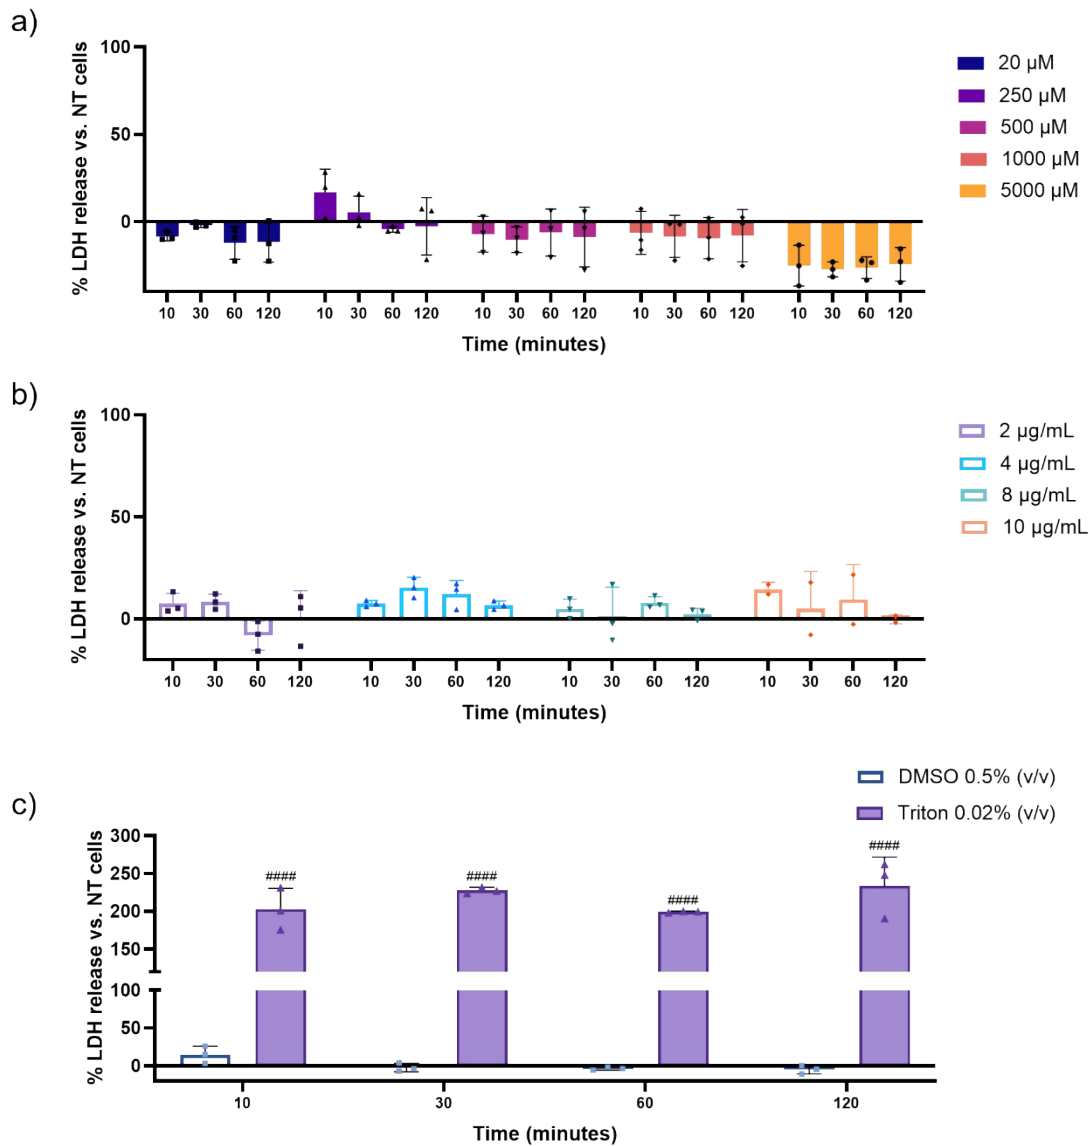 a)
% LDH release vs. NT cells
100
50
0
10 30 60 120 10 30 60 120 10 30 60 120 10 30 60 120 10 30 60 120
Time (minutes)
20 µM
250 µM
500 µM
1000 µM
5000 µM
b)
% LDH release vs. NT cells
100
50
0
10 30 60 120 10 30 60 120 10 30 60 120 10 30 60 120
Time (minutes)
2 µg/mL
4 µg/mL
8 µg/mL
10 µg/mL
c)
DMSO 0.5% (v/v)
Triton 0.02% (v/v)
% LDH release vs. NT cells
300
250
200
150
100
50
0
#### #### #### ####
10 30 60 120
Time (minutes)